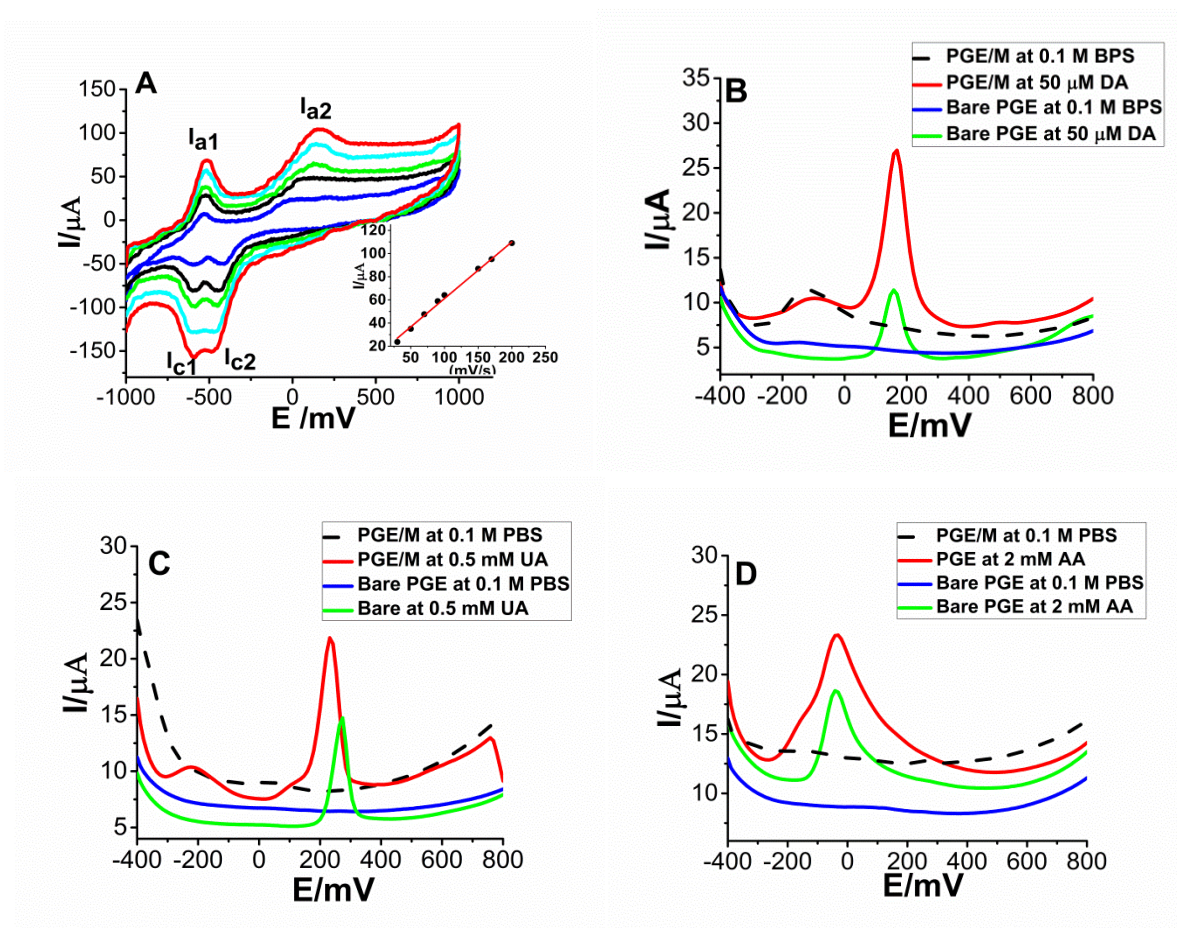 A
I/µA
150
100
50
0
-50
-100
-150
Ia1
Ia2
Ic1
Ic2
-1000 -500 0 500 1000
E /mV
I/µA
120
100
80
60
40
20
0 50 100 150 200 250
(mV/s)
B
PGE/M at 0.1 M BPS
PGE/M at 50 µM DA
Bare PGE at 0.1 M BPS
Bare PGE at 50 µM DA
I/µA
35
30
25
20
15
10
5
-400 -200 0 200 400 600 800
E/mV
C
PGE/M at 0.1 M PBS
PGE/M at 0.5 mM UA
Bare PGE at 0.1 M PBS
Bare at 0.5 mM UA
I/µA
30
25
20
15
10
5
-400 -200 0 200 400 600 800
E/mV
D
PGE/M at 0.1 M PBS
PGE at 2 mM AA
Bare PGE at 0.1 M PBS
Bare PGE at 2 mM AA
I/µA
30
25
20
15
10
-400 -200 0 200 400 600 800
E/mV